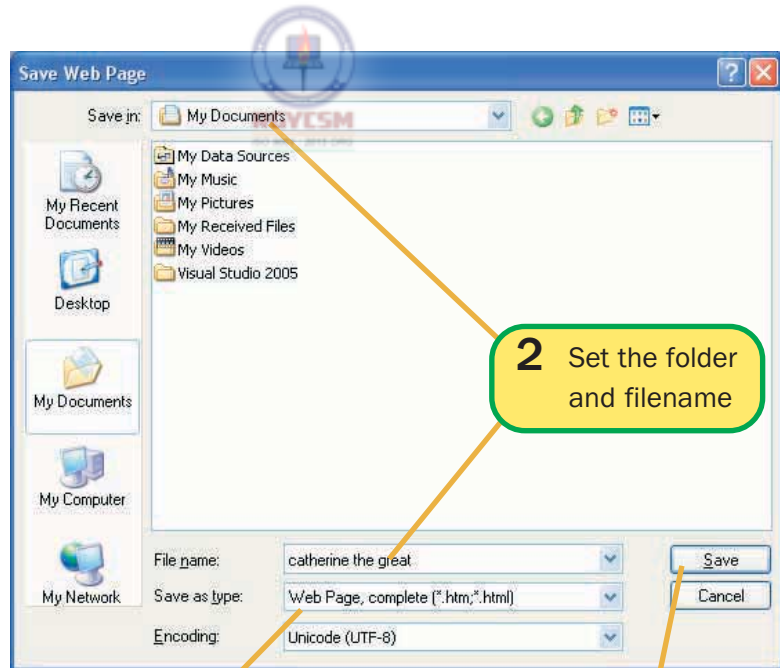 Save Web Page
Save in: My Documents
My Data Sources
My Music
My Pictures
My Received Files
My Videos
Visual Studio 2005
My Recent
Documents
Desktop
My Documents
My Computer
My Network
2 Set the folder
and filename
File name: catherine the great
Save
Save as type: Web Page, complete (*.htm;*.html)
Cancel
Encoding: Unicode (UTF-8)